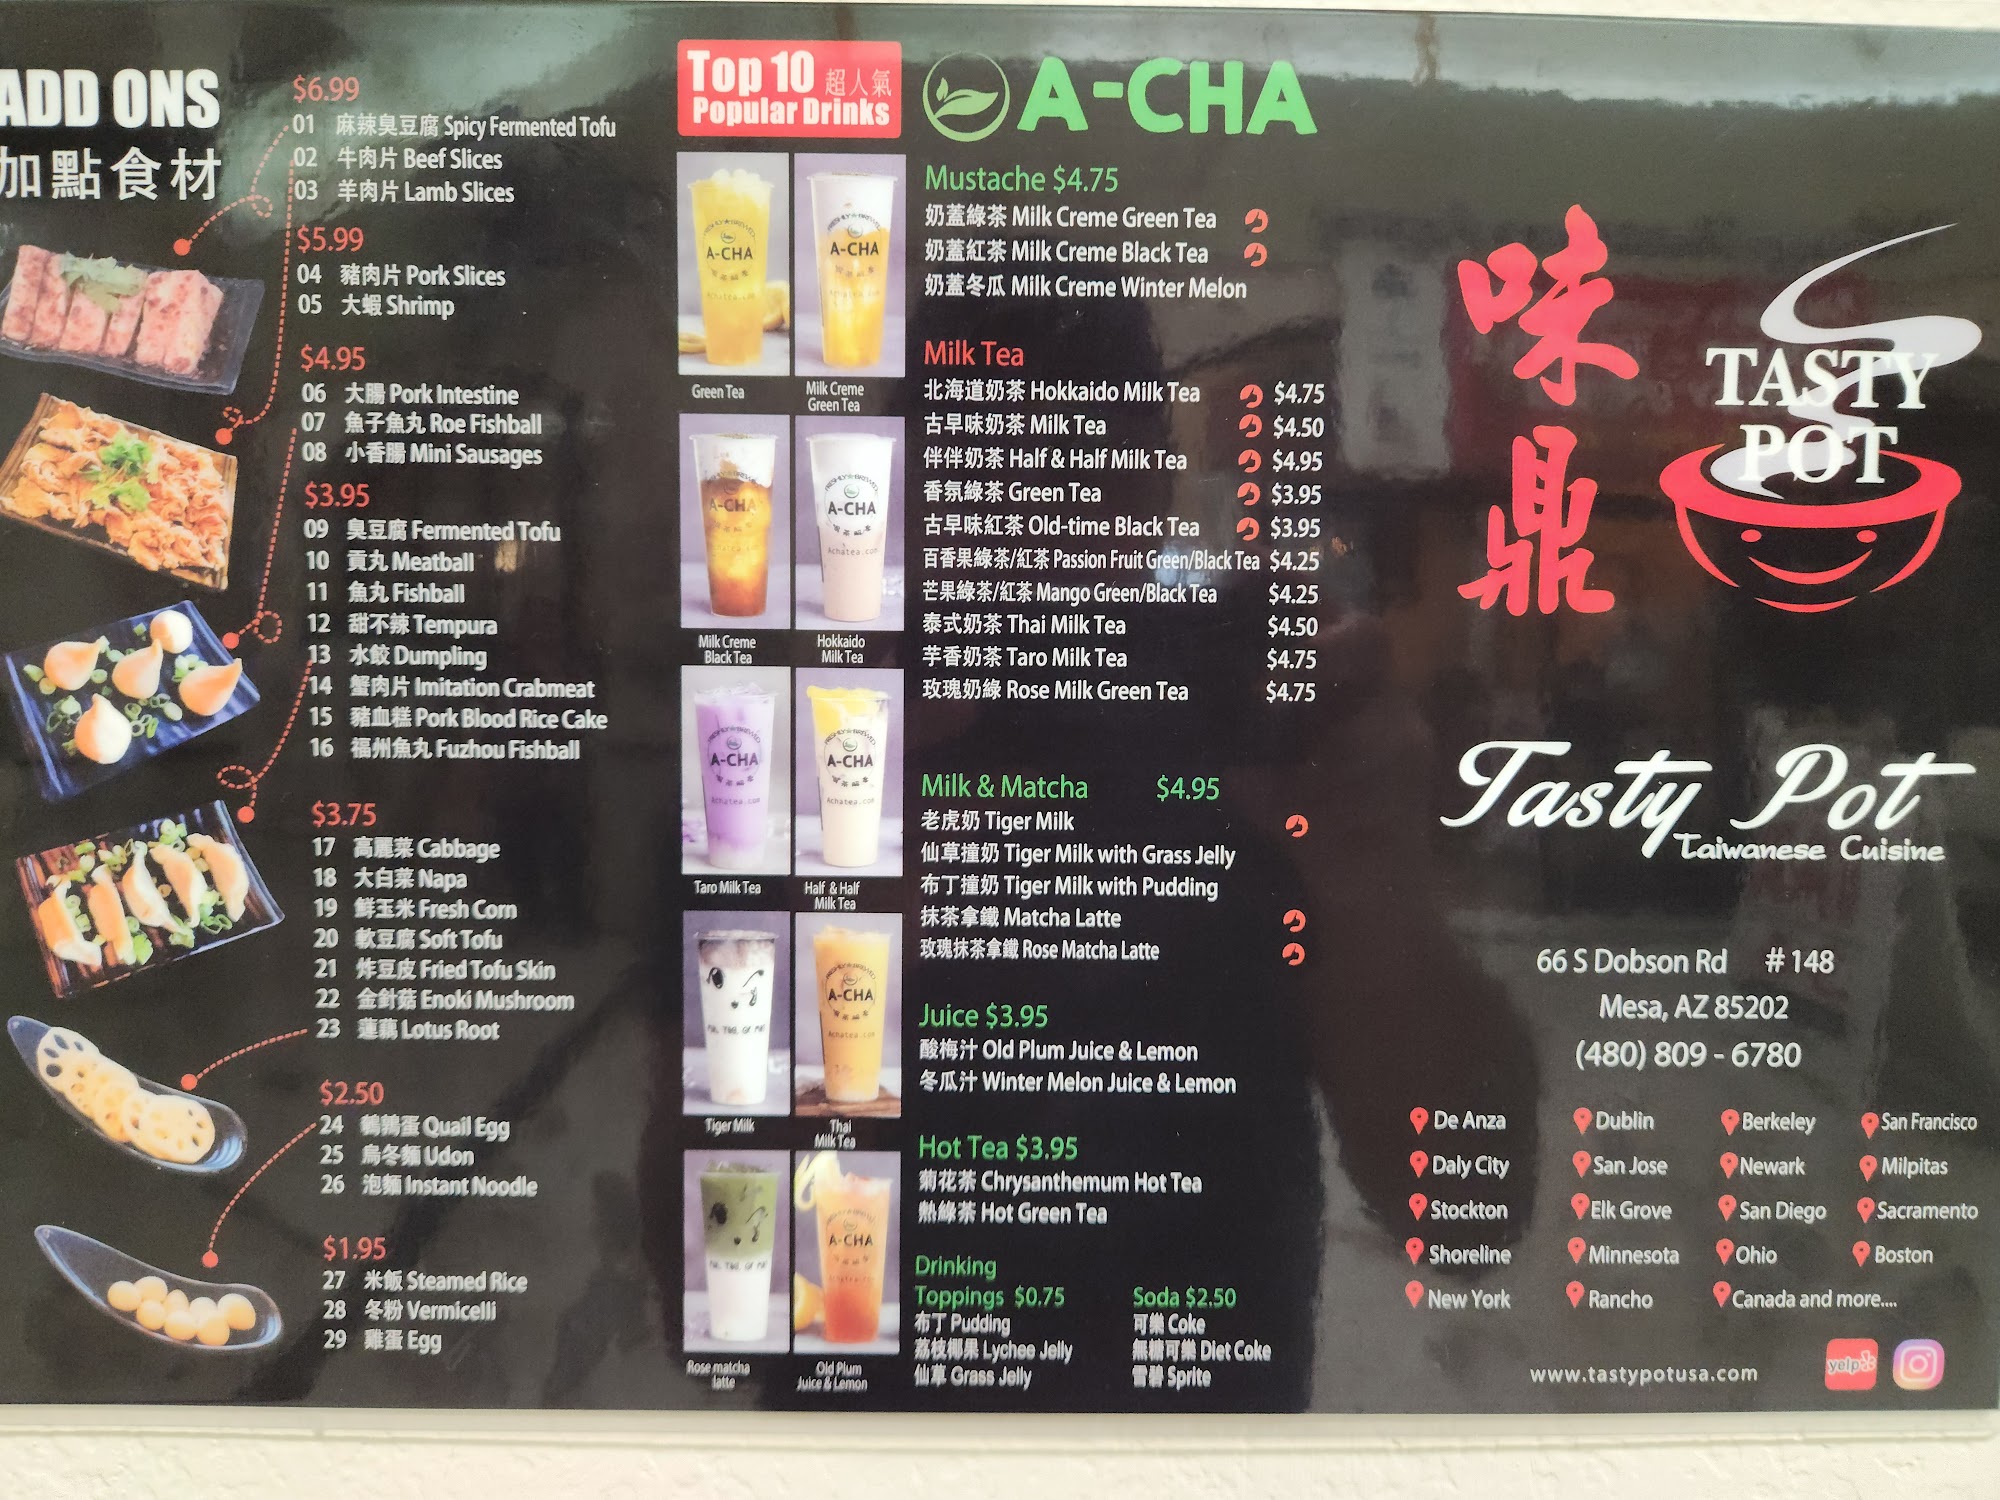 ADD ONS
加點食材
$6.99
01 麻辣臭豆腐 Spicy Fermented Tofu
02 牛肉片 Beef Slices
03 羊肉片 Lamb Slices
$5.99
04 豬肉片 Pork Slices
05 大蝦 Shrimp
$4.95
06 大腸 Pork Intestine
07 魚子魚丸 Roe Fishball
08 小香腸 Mini Sausages
$3.95
09 臭豆腐 Fermented Tofu
10 貢丸 Meatball
11 魚丸 Fishball
12 甜不辣 Tempura
13 水餃 Dumpling
14 蟹肉片 Imitation Crabmeat
15 豬血糕 Pork Blood Rice Cake
16 福州魚丸 Fuzhou Fishball
$3.75
17 高麗菜 Cabbage
18 大白菜 Napa
19 鮮玉米 Fresh Corn
20 軟豆腐 Soft Tofu
21 炸豆皮 Fried Tofu Skin
22 金針菇 Enoki Mushroom
23 蓮藕 Lotus Root
$2.50
24 鵪鶉蛋 Quail Egg
25 烏冬麵 Udon
26 泡麵 Instant Noodle
$1.95
27 米飯 Steamed Rice
28 冬粉 Vermicelli
29 雞蛋 Egg
Top 10 超人氣
Popular Drinks
A-CHA
Achatea.com
Green Tea
A-CHA
Milk Creme
Green Tea
A-CHA
Milk Creme
Black Tea
A-CHA
Achatea.com
Hokkaido
Milk Tea
A-CHA
Achatea.com
Taro Milk Tea
A-CHA
Achatea.com
Half & Half
Milk Tea
Tiger Milk
A-CHA
Achatea.com
Thai
Milk Tea
Rose matcha
latte
A-CHA
Old Plum
Juice & Lemon
A-CHA
Mustache $4.75
奶蓋綠茶 Milk Creme Green Tea
奶蓋紅茶 Milk Creme Black Tea
奶蓋冬瓜 Milk Creme Winter Melon
Milk Tea
北海道奶茶 Hokkaido Milk Tea $4.75
古早味奶茶 Milk Tea $4.50
伴伴奶茶 Half & Half Milk Tea $4.95
香氛綠茶 Green Tea $3.95
古早味紅茶 Old-time Black Tea $3.95
百香果綠茶/紅茶 Passion Fruit Green/Black Tea $4.25
芒果綠茶/紅茶 Mango Green/Black Tea $4.25
泰式奶茶 Thai Milk Tea $4.50
芋香奶茶 Taro Milk Tea $4.75
玫瑰奶綠 Rose Milk Green Tea $4.75
Milk & Matcha $4.95
老虎奶 Tiger Milk
仙草撞奶 Tiger Milk with Grass Jelly
布丁撞奶 Tiger Milk with Pudding
抹茶拿鐵 Matcha Latte
玫瑰抹茶拿鐵 Rose Matcha Latte
Juice $3.95
酸梅汁 Old Plum Juice & Lemon
冬瓜汁 Winter Melon Juice & Lemon
Hot Tea $3.95
菊花茶 Chrysanthemum Hot Tea
熱綠茶 Hot Green Tea
Drinking
Toppings $0.75
布丁 Pudding
荔枝椰果 Lychee Jelly
仙草 Grass Jelly
Soda $2.50
可樂 Coke
無糖可樂 Diet Coke
雪碧 Sprite
味鼎
TASTY
POT
Tasty Pot
Taiwanese Cuisine
66 S Dobson Rd # 148
Mesa, AZ 85202
(480) 809 - 6780
De Anza Dublin Berkeley San Francisco
Daly City San Jose Newark Milpitas
Stockton Elk Grove San Diego Sacramento
Shoreline Minnesota Ohio Boston
New York Rancho Canada and more....
www.tastypotusa.com
yelp